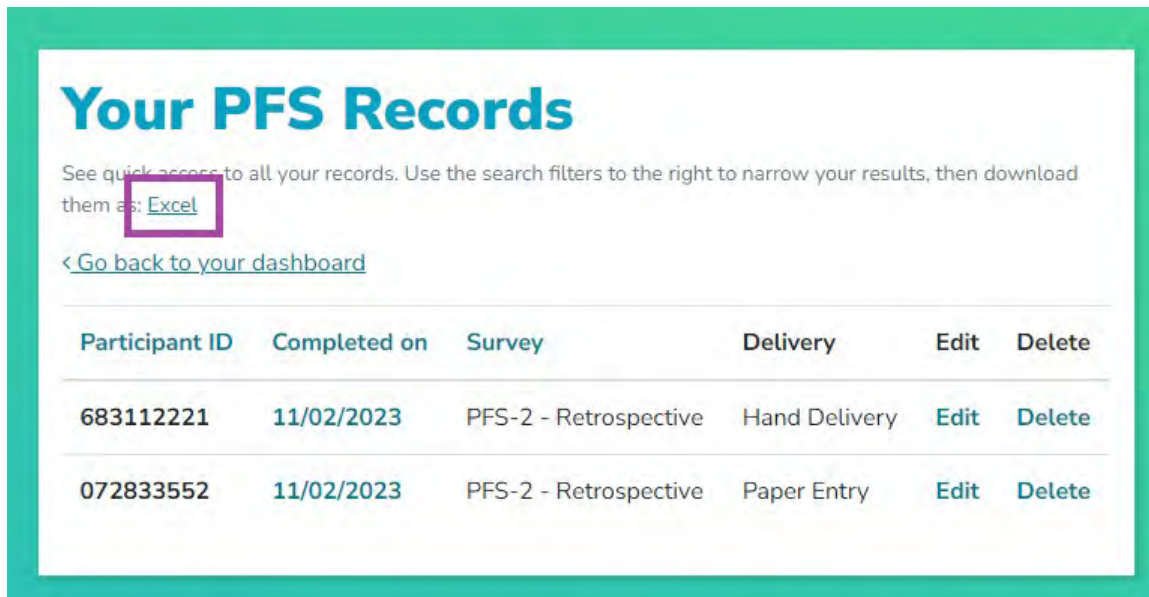 Your PFS Records
See quick access to all your records. Use the search filters to the right to narrow your results, then download
them as: Excel
< Go back to your dashboard
Participant ID Completed on Survey Delivery Edit Delete
683112221 11/02/2023 PFS-2 - Retrospective Hand Delivery Edit Delete
072833552 11/02/2023 PFS-2 - Retrospective Paper Entry Edit Delete